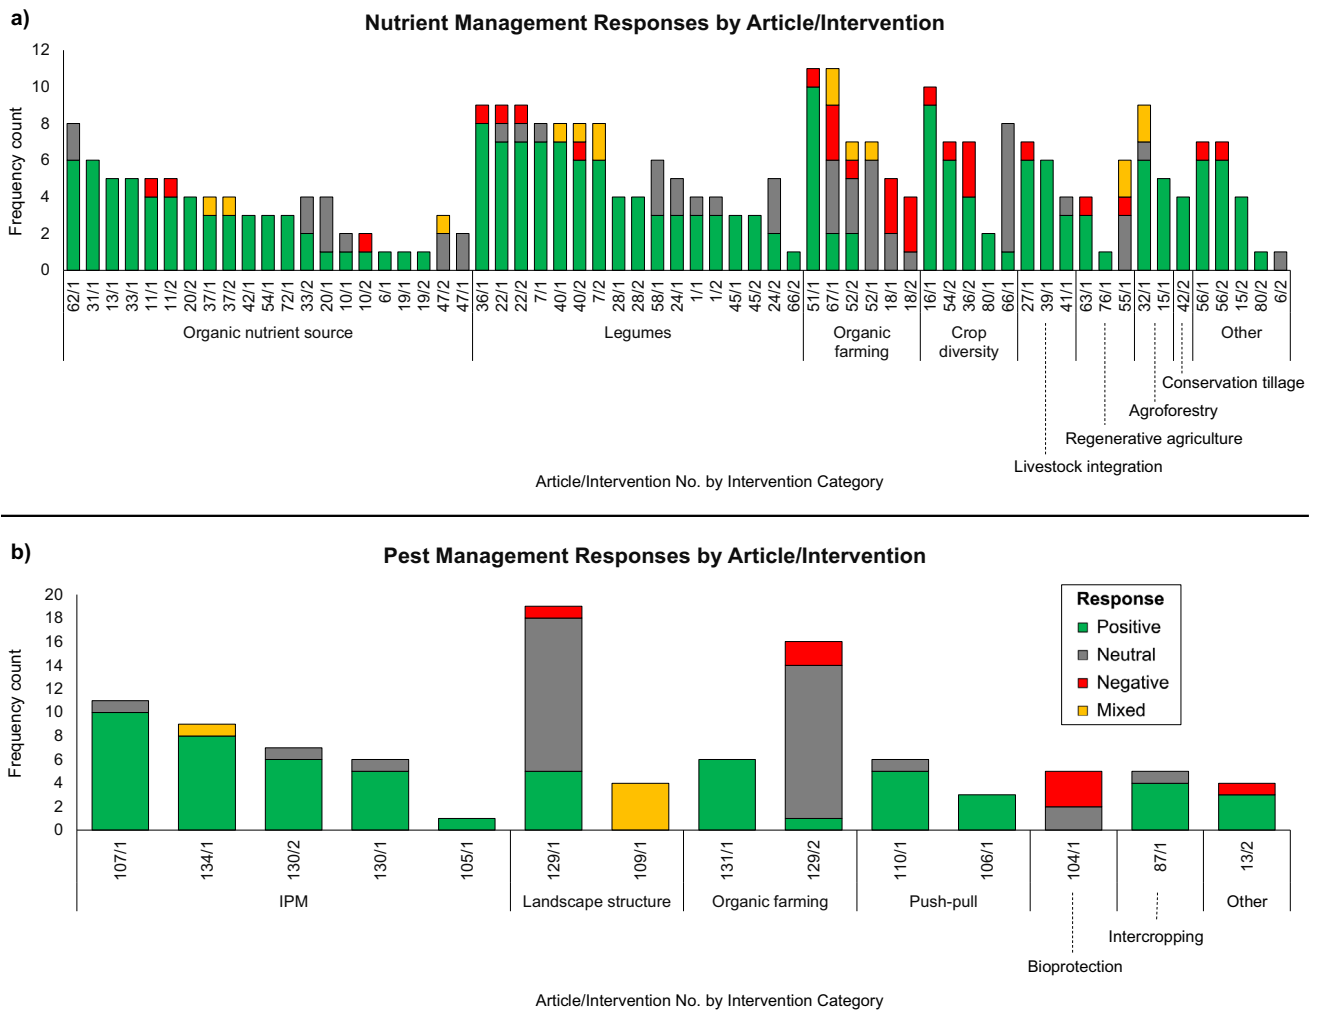 a)
Nutrient Management Responses by Article/Intervention
Frequency count
12
10
8
6
4
2
0
62/1 31/1 13/1 33/1 11/1 11/2 20/2 37/1 37/2 42/1 54/1 72/1 33/2 20/1 10/1 10/2 6/1 19/1 19/2 47/2 47/1 36/1 22/1 22/2 7/1 40/1 40/2 7/2 28/1 28/2 58/1 24/1 1/1 1/2 45/1 45/2 24/2 66/2 51/1 67/1 52/2 52/1 18/1 18/2 16/1 54/2 36/2 80/1 66/1 27/1 39/1 41/1 63/1 76/1 55/1 32/1 15/1 42/2 56/1 56/2 15/2 80/2 6/2
Organic nutrient source Legumes Organic Crop Other
farming diversity
Conservation tillage
Agroforestry
Regenerative agriculture
Livestock integration
Article/Intervention No. by Intervention Category
b)
Pest Management Responses by Article/Intervention
Frequency count
20
18
16
14
12
10
8
6
4
2
0
Response
Positive
Neutral
Negative
Mixed
107/1 134/1 130/2 130/1 105/1 129/1 109/1 131/1 129/2 110/1 106/1 104/1 87/1 13/2
IPM Landscape structure Organic farming Push-pull Other
Intercropping
Bioprotection
Article/Intervention No. by Intervention Category